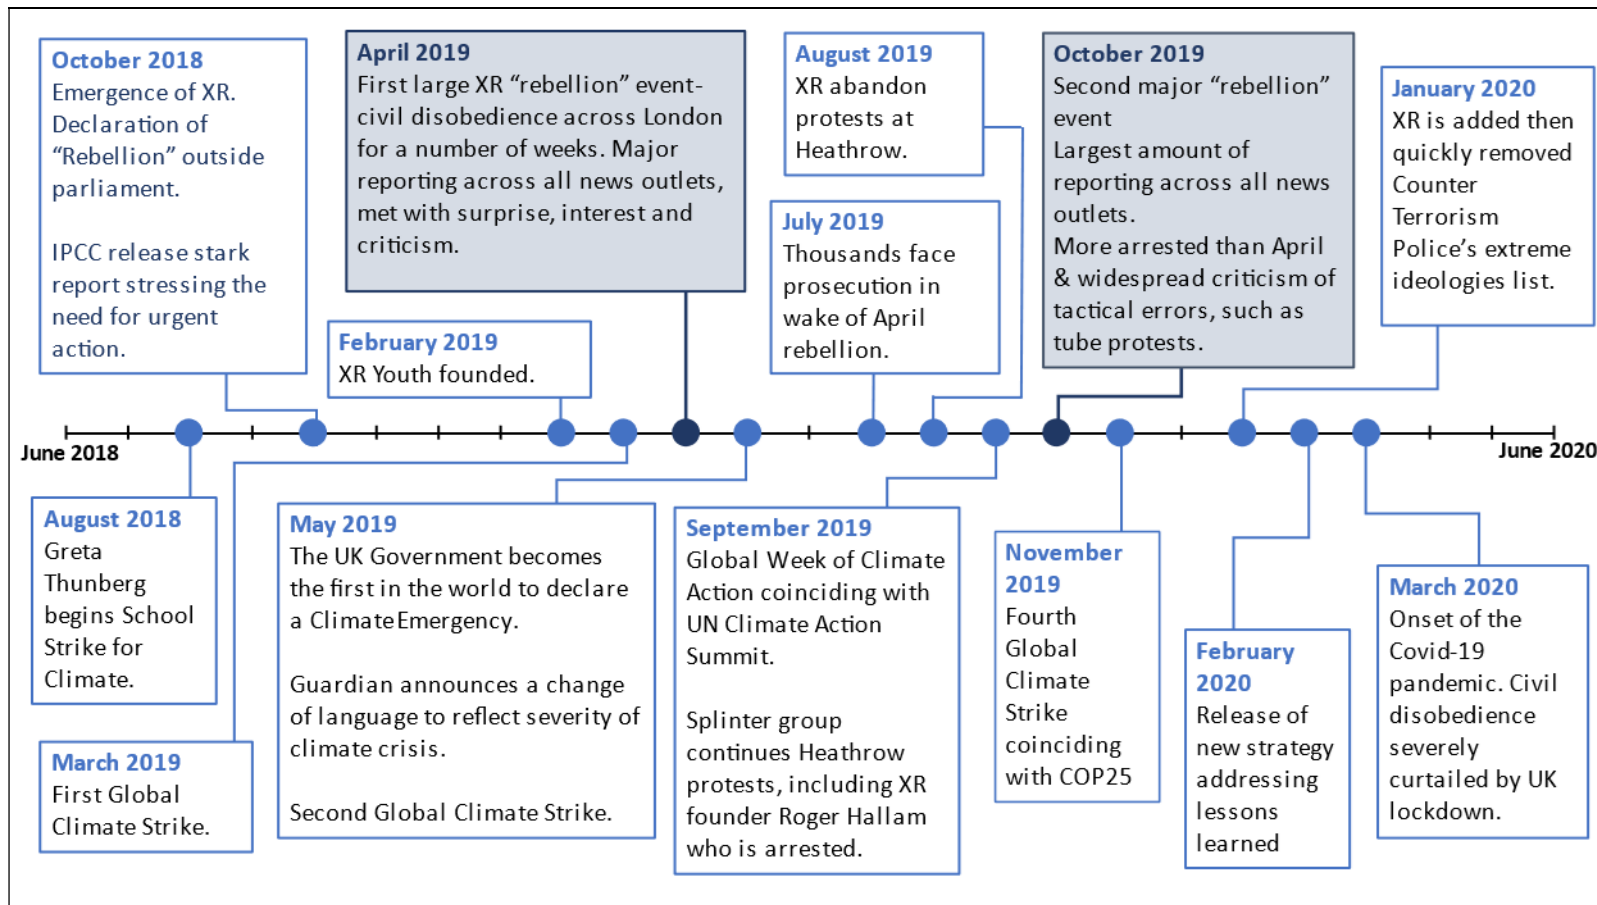 October 2018
Emergence of XR.
Declaration of
“Rebellion” outside
parliament.
IPCC release stark
report stressing the
need for urgent
action.
April 2019
First large XR “rebellion” event-
civil disobedience across London
for a number of weeks. Major
reporting across all news outlets,
met with surprise, interest and
criticism.
February 2019
XR Youth founded.
August 2019
XR abandon
protests at
Heathrow.
July 2019
Thousands face
prosecution in
wake of April
rebellion.
October 2019
Second major “rebellion”
event
Largest amount of
reporting across all news
outlets.
More arrested than April
& widespread criticism of
tactical errors, such as
tube protests.
January 2020
XR is added then
quickly removed
Counter
Terrorism
Police’s extreme
ideologies list.
June 2018
June 2020
August 2018
Greta
Thunberg
begins School
Strike for
Climate.
March 2019
First Global
Climate Strike.
May 2019
The UK Government becomes
the first in the world to declare
a Climate Emergency.
Guardian announces a change
of language to reflect severity of
climate crisis.
Second Global Climate Strike.
September 2019
Global Week of Climate
Action coinciding with
UN Climate Action
Summit.
Splinter group
continues Heathrow
protests, including XR
founder Roger Hallam
who is arrested.
November
2019
Fourth
Global
Climate
Strike
coinciding
with COP25
February
2020
Release of
new strategy
addressing
lessons
learned
March 2020
Onset of the
Covid-19
pandemic. Civil
disobedience
severely
curtailed by UK
lockdown.